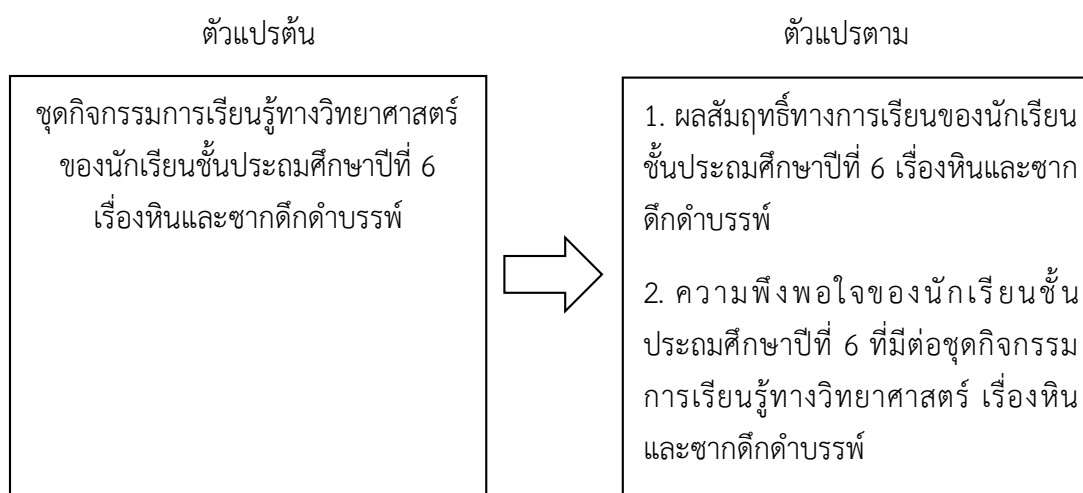 ตัวแปรต้น
ตัวแปรตาม
ชุดกิจกรรมการเรียนรู้ทางวิทยาศาสตร์
ของนักเรียนชั้นประถมศึกษาปีที่ 6
เรื่องหินและซากดึกดำบรรพ์
1. ผลสัมฤทธิ์ทางการเรียนของนักเรียน
ชั้นประถมศึกษาปีที่ 6 เรื่องหินและซาก
ดึกดำบรรพ์
2. ความพึงพอใจของนักเรียนชั้น
ประถมศึกษาปีที่ 6 ที่มีต่อชุดกิจกรรม
การเรียนรู้ทางวิทยาศาสตร์ เรื่องหิน
และซากดึกดำบรรพ์